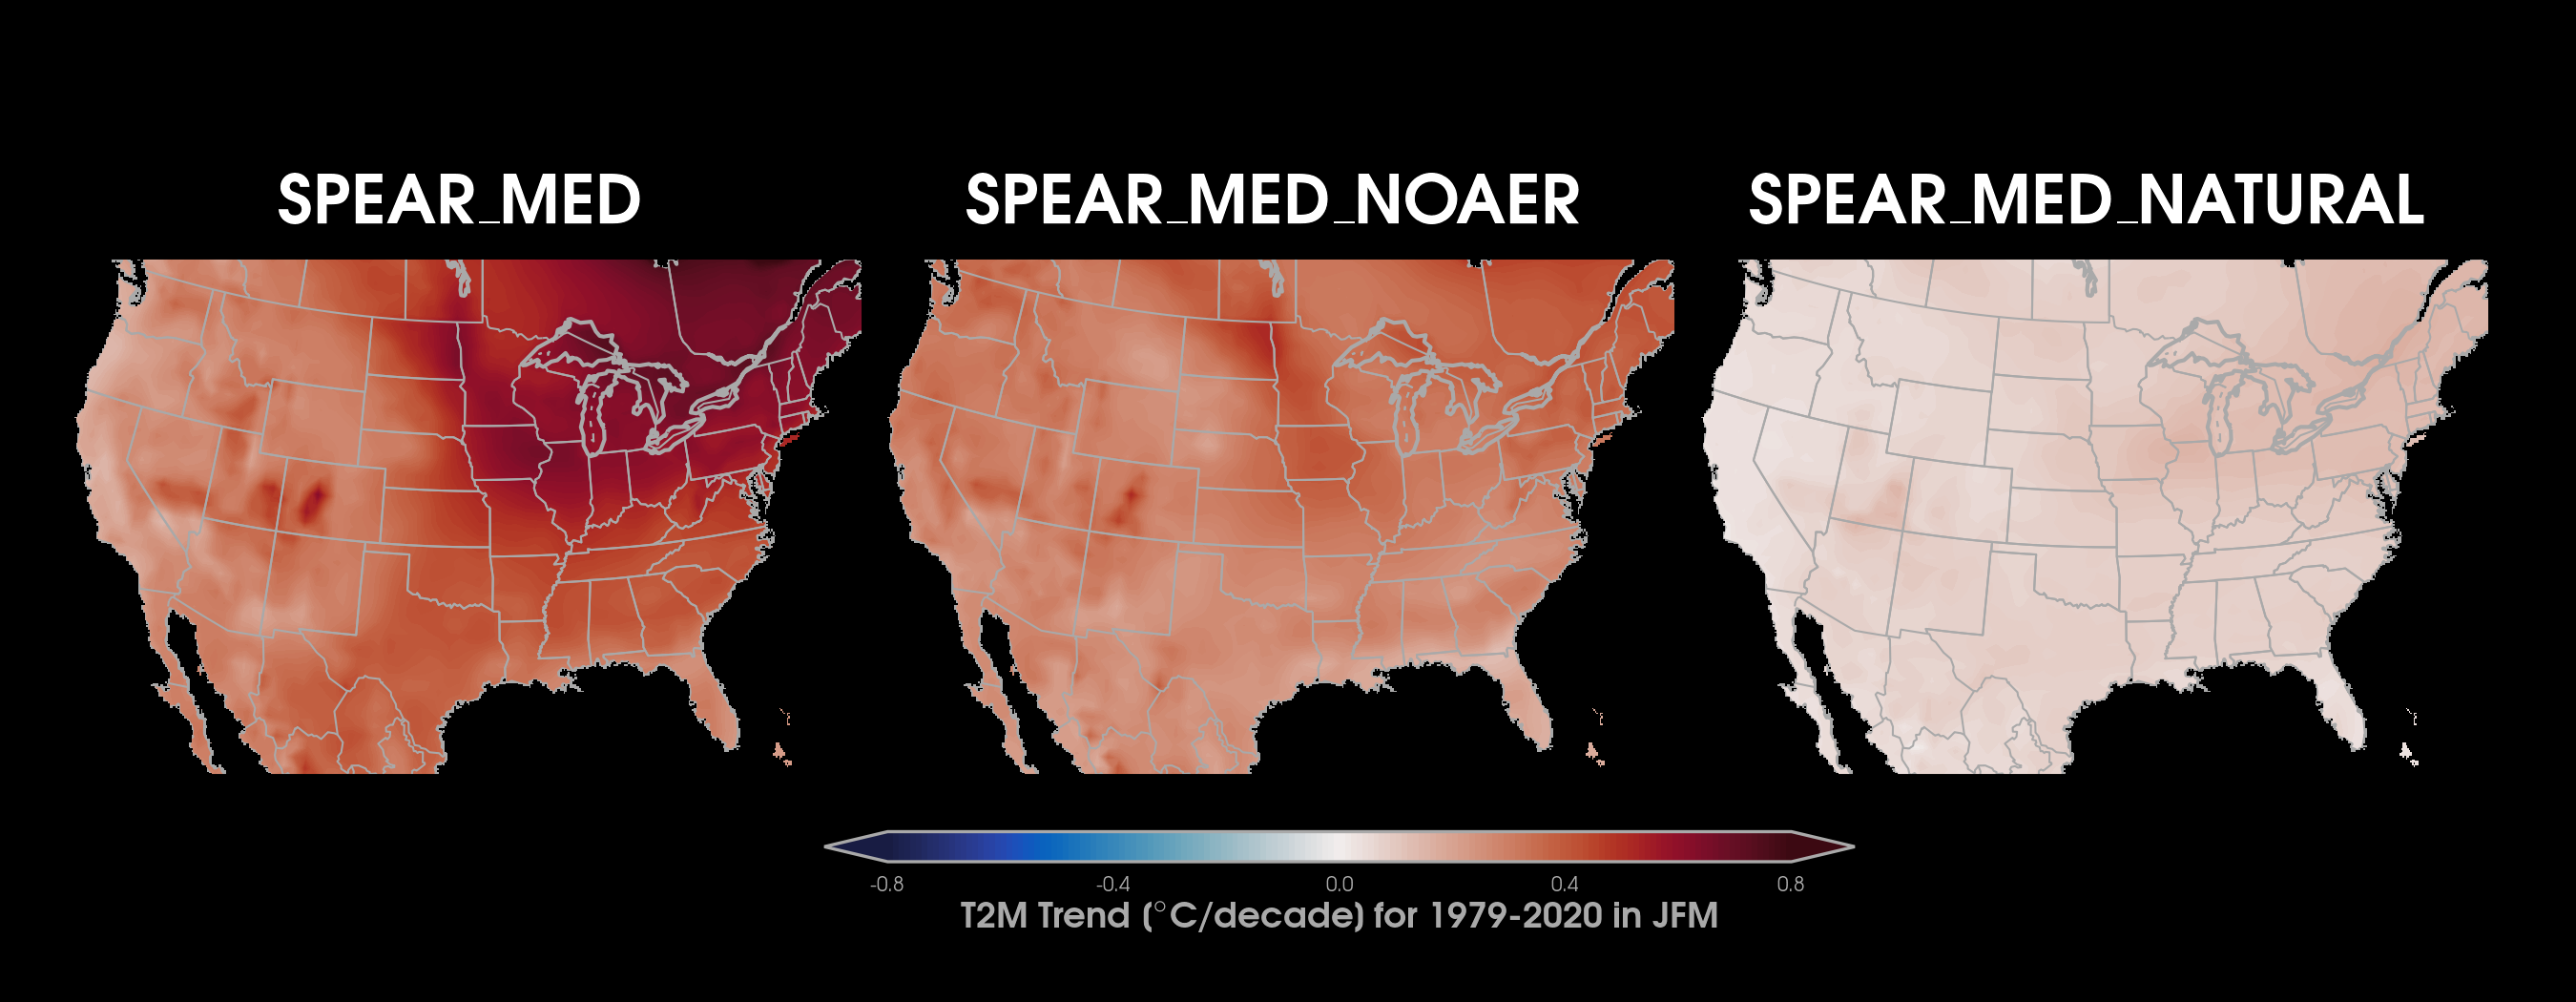 SPEAR_MED SPEAR_MED_NOAER SPEAR_MED_NATURAL
-0.8 -0.4 0.0 0.4 0.8
T2M Trend (°C/decade) for 1979-2020 in JFM